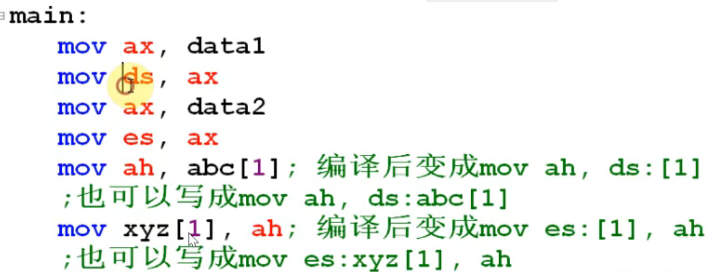 main:
mov ax, data1
mov ds, ax
mov ax, data2
mov es, ax
mov ah, abc[1]; 编译后变成mov ah, ds:[1]
;也可以写成mov ah, ds:abc[1]
mov xyz[1], ah; 编译后变成mov es:[1], ah
;也可以写成mov es:xyz[1], ah